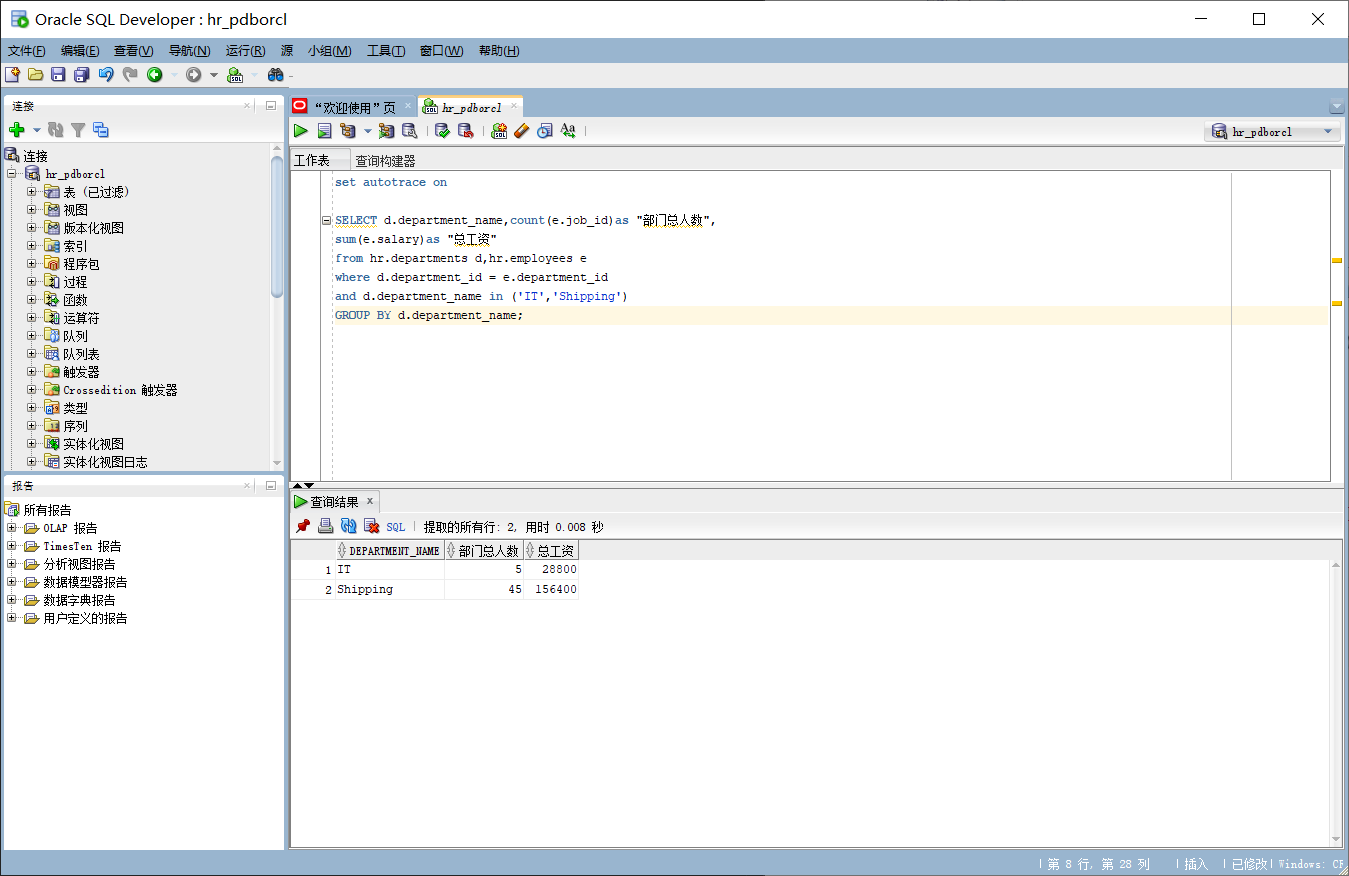 Oracle SQL Developer : hr_pdborcl
文件(F) 编辑(E) 查看(V) 导航(N) 运行(R) 源 小组(M) 工具(T) 窗口(W) 帮助(H)
连接
连接
hr_pdborcl
表 (已过滤)
视图
版本化视图
索引
程序包
过程
函数
运算符
队列
队列表
触发器
Crossedition 触发器
类型
序列
实体化视图
实体化视图日志
报告
所有报告
OLAP 报告
TimesTen 报告
分析视图报告
数据模型器报告
数据字典报告
用户定义的报告
“欢迎使用”页 hr_pdborcl
hr_pdborcl
工作表 查询构建器
set autotrace on
SELECT d.department_name,count(e.job_id)as "部门总人数",
sum(e.salary)as "总工资"
from hr.departments d,hr.employees e
where d.department_id = e.department_id
and d.department_name in ('IT','Shipping')
GROUP BY d.department_name;
查询结果 x
SQL | 提取的所有行: 2, 用时 0.008 秒
DEPARTMENT_NAME 部门总人数 总工资
1 IT 5 28800
2 Shipping 45 156400
| 第 8 行, 第 28 列 | 插入 | 已修改| Windows: CR